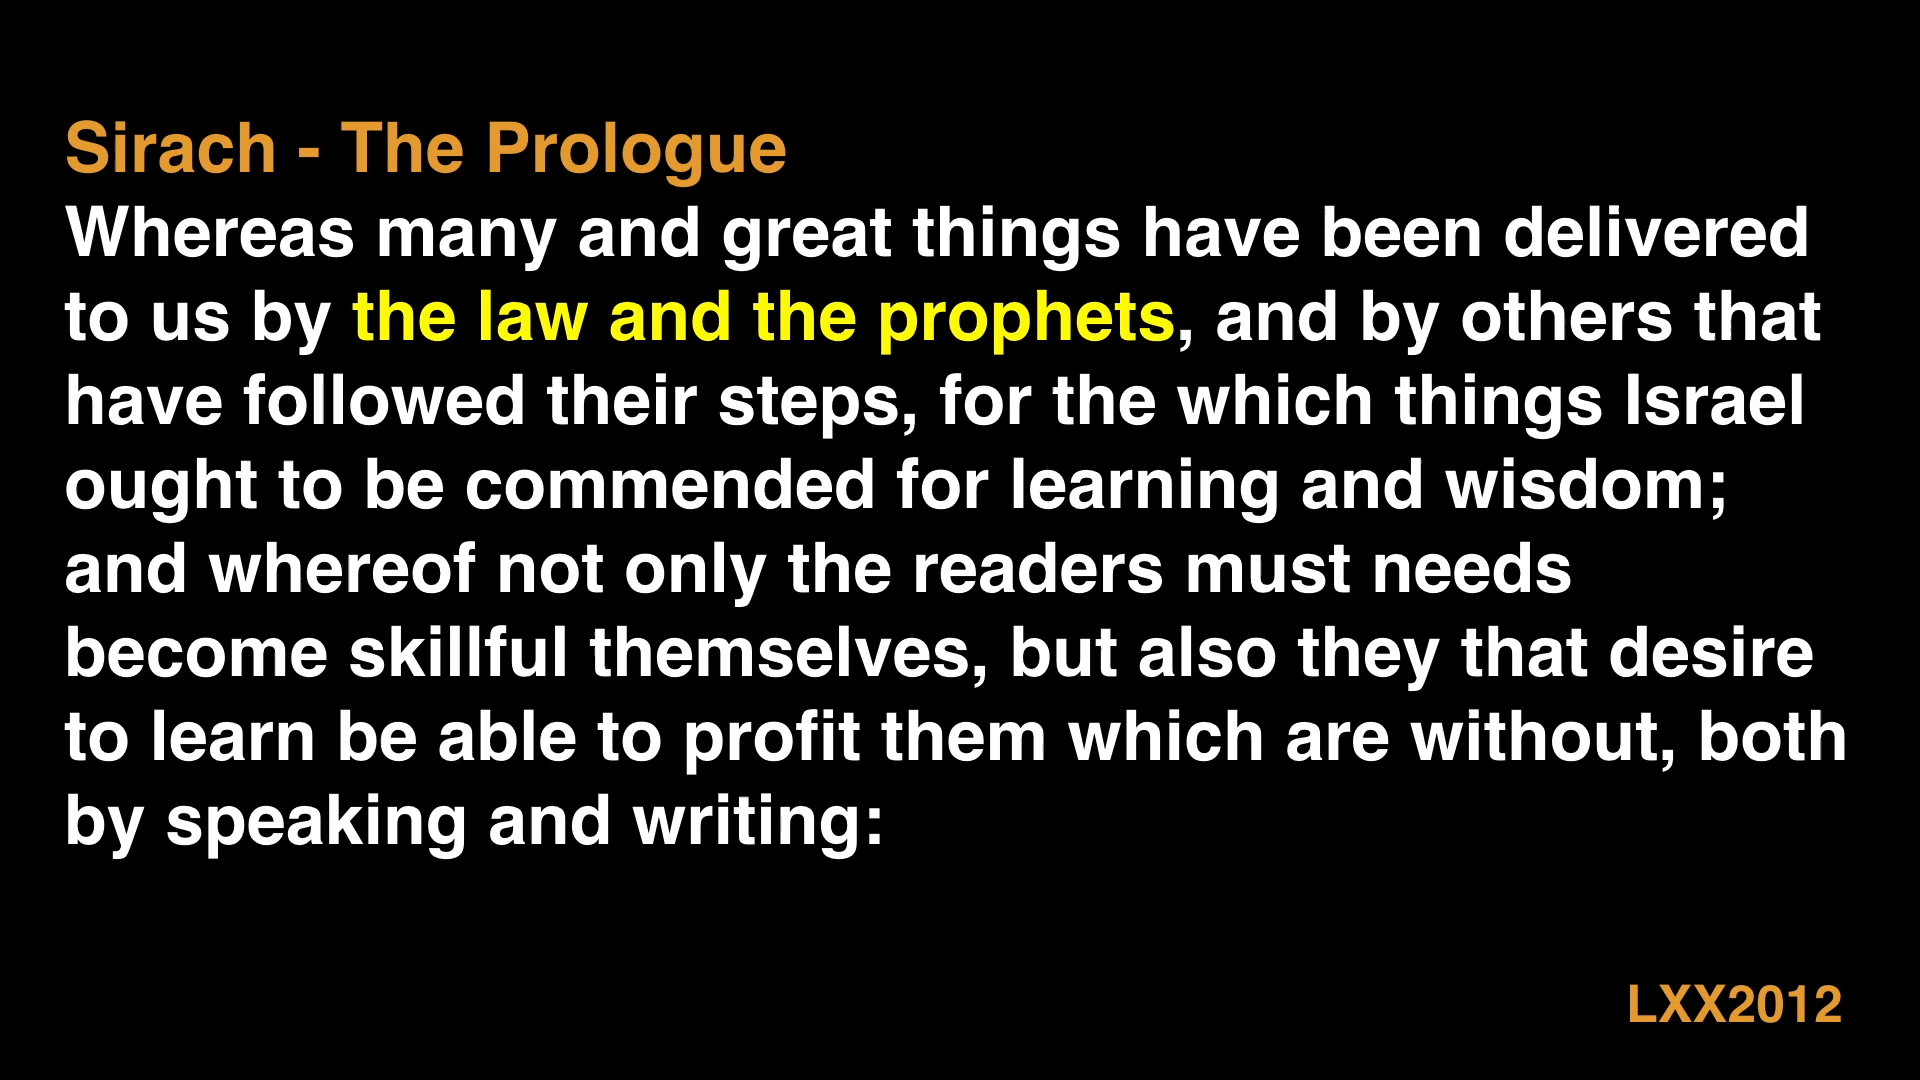 Sirach - The Prologue
Whereas many and great things have been delivered
to us by the law and the prophets, and by others that
have followed their steps, for the which things Israel
ought to be commended for learning and wisdom;
and whereof not only the readers must needs
become skillful themselves, but also they that desire
to learn be able to profit them which are without, both
by speaking and writing:
LXX2012